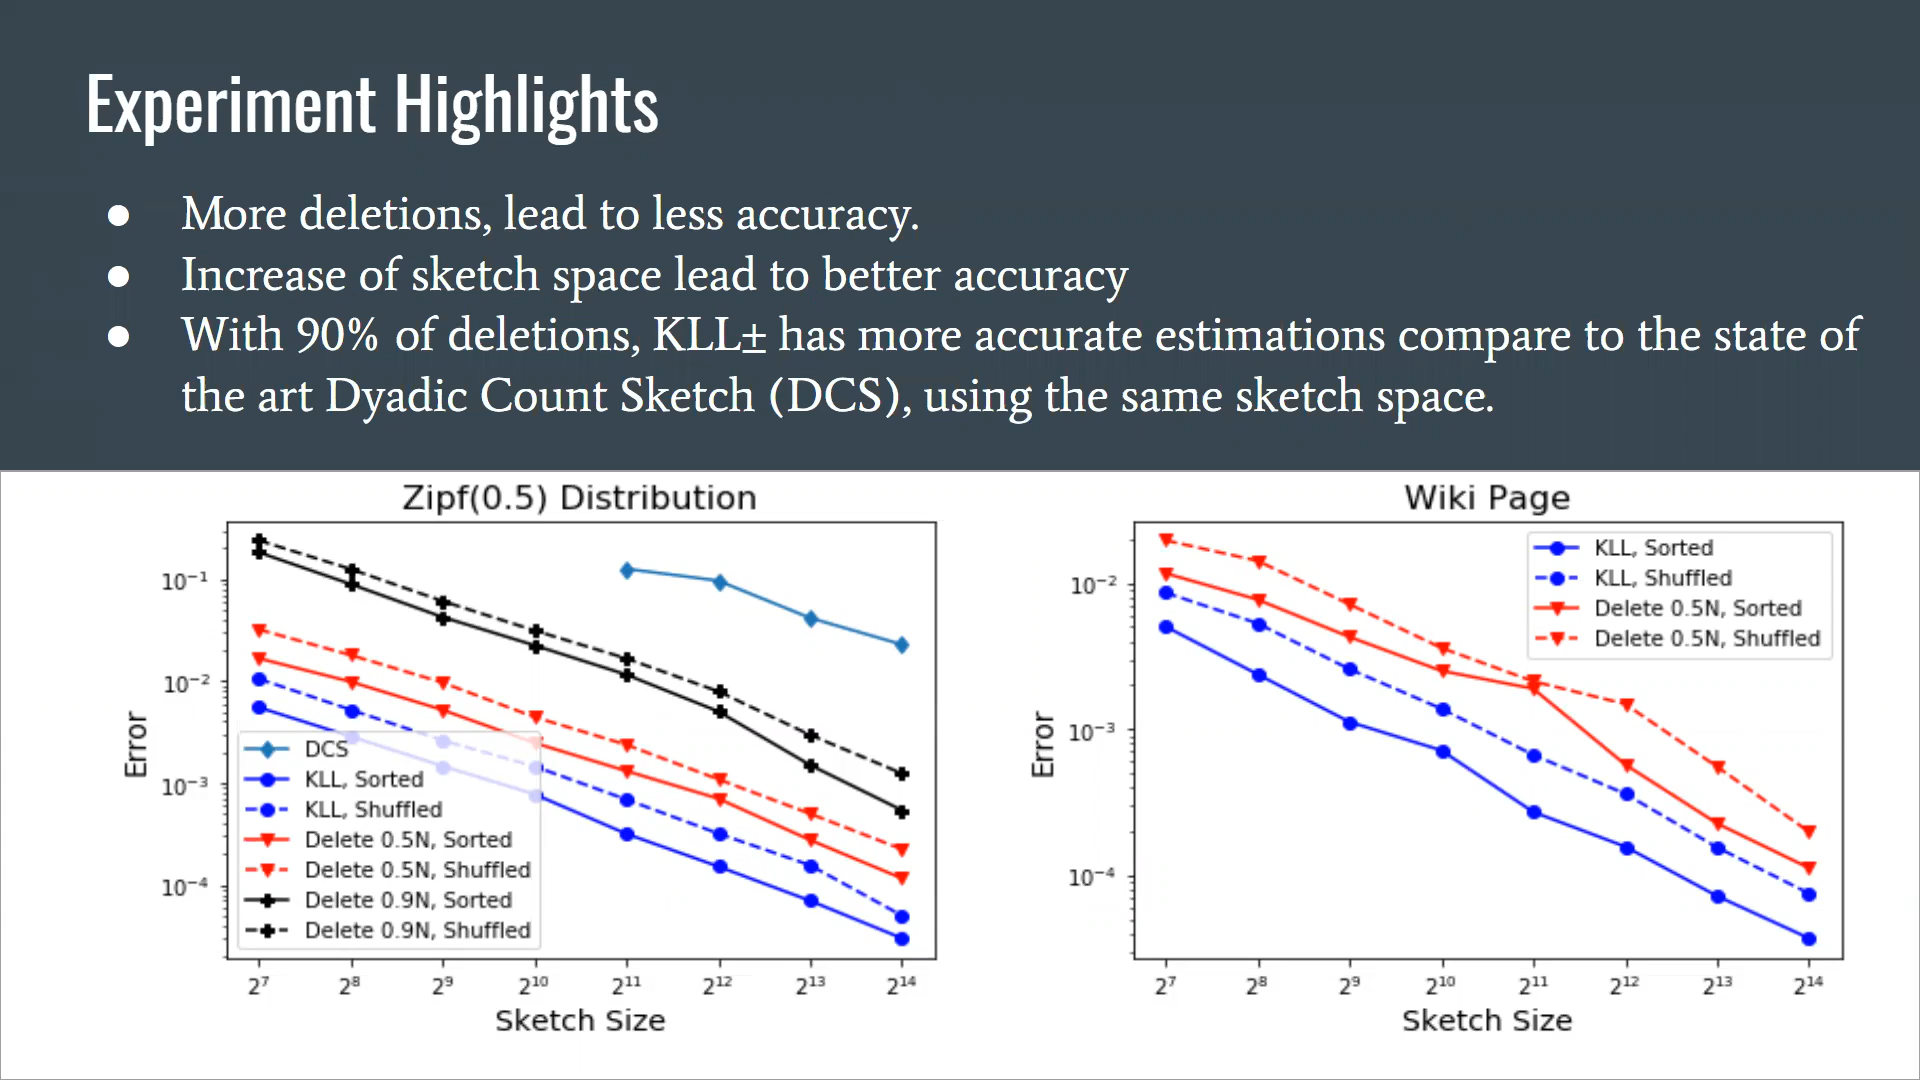 Experiment Highlights
● More deletions, lead to less accuracy.
● Increase of sketch space lead to better accuracy
● With 90% of deletions, KLL± has more accurate estimations compare to the state of
the art Dyadic Count Sketch (DCS), using the same sketch space.
Zipf(0.5) Distribution
Error
10⁻¹
10⁻²
10⁻³
10⁻⁴
DCS
KLL, Sorted
KLL, Shuffled
Delete 0.5N, Sorted
Delete 0.5N, Shuffled
Delete 0.9N, Sorted
Delete 0.9N, Shuffled
2⁷ 2⁸ 2⁹ 2¹⁰ 2¹¹ 2¹² 2¹³ 2¹⁴
Sketch Size
Wiki Page
Error
10⁻²
10⁻³
10⁻⁴
KLL, Sorted
KLL, Shuffled
Delete 0.5N, Sorted
Delete 0.5N, Shuffled
2⁷ 2⁸ 2⁹ 2¹⁰ 2¹¹ 2¹² 2¹³ 2¹⁴
Sketch Size